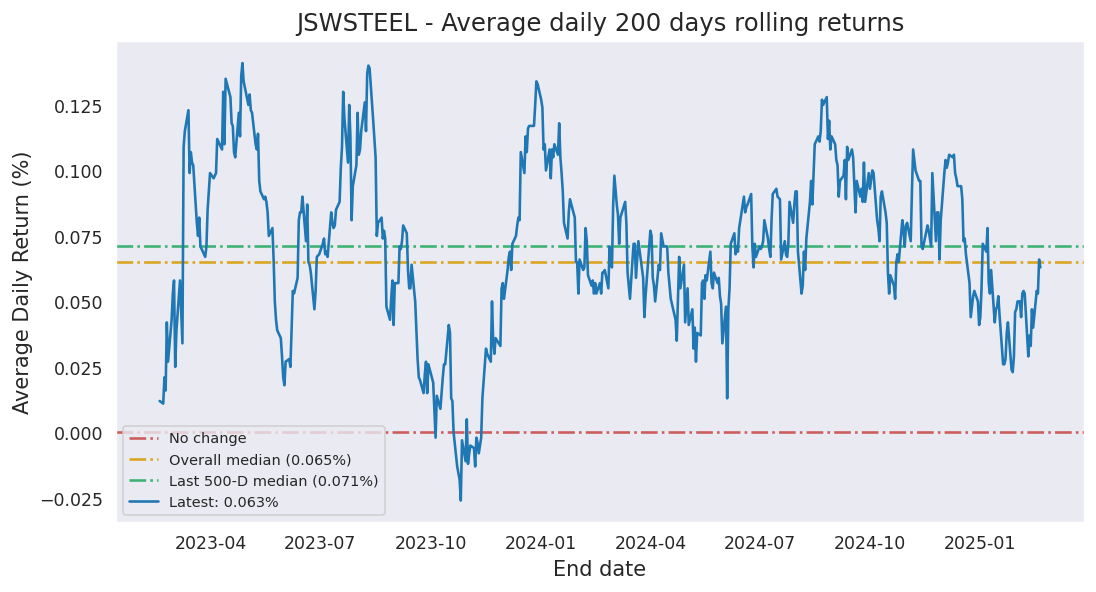 JSWSTEEL - Average daily 200 days rolling returns
Average Daily Return (%)
0.125
0.100
0.075
0.050
0.025
0.000
−0.025
No change
Overall median (0.065%)
Last 500-D median (0.071%)
Latest: 0.063%
2023-04 2023-07 2023-10 2024-01 2024-04 2024-07 2024-10 2025-01
End date